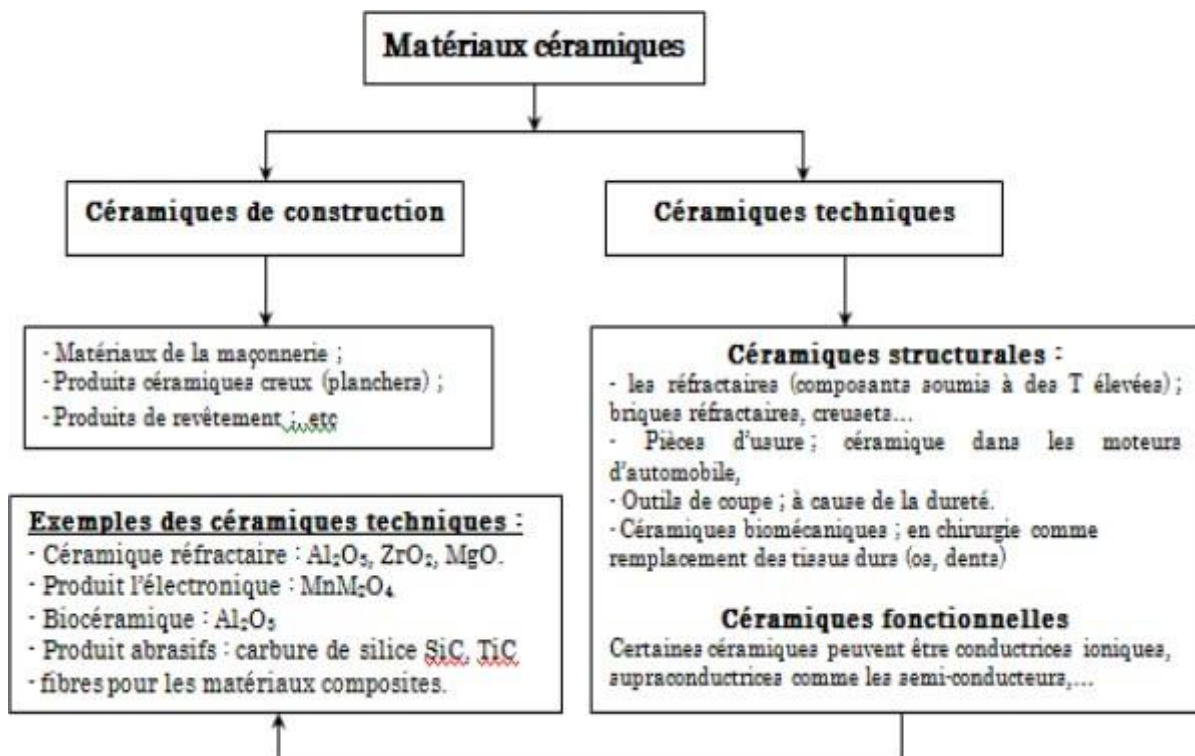 Matériaux céramiques
Céramiques de construction
Céramiques techniques
- Matériaux de la maçonnerie ;
- Produits céramiques creux (planchers) ;
- Produits de revêtement ; etc
Céramiques structurales :
- les réfractaires (composants soumis à des T élevées) ;
briques réfractaires, creusets...
- Pièces d'usure ; céramique dans les moteurs
d'automobile,
- Outils de coupe ; à cause de la dureté.
- Céramiques biomécaniques ; en chirurgie comme
remplacement des tissus durs (os, dents)
Céramiques fonctionnelles
Certaines céramiques peuvent être conductrices ioniques,
supraconductrices comme les semi-conducteurs,...
Exemples des céramiques techniques :
- Céramique réfractaire : Al₂O₃, ZrO₂, MgO.
- Produit l'électronique : MnM₂O₄
- Biocéramique : Al₂O₃
- Produit abrasifs : carbure de silice SiC, TiC
- fibres pour les matériaux composites.